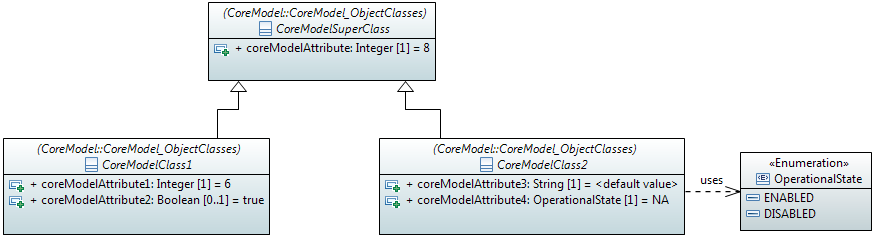 (CoreModel::CoreModel_ObjectClasses)
CoreModelSuperClass
+ coreModelAttribute: Integer [1] = 8
(CoreModel::CoreModel_ObjectClasses)
CoreModelClass1
+ coreModelAttribute1: Integer [1] = 6
+ coreModelAttribute2: Boolean [0..1] = true
(CoreModel::CoreModel_ObjectClasses)
CoreModelClass2
+ coreModelAttribute3: String [1] = <default value>
+ coreModelAttribute4: OperationalState [1] = NA
uses
«Enumeration»
OperationalState
ENABLED
DISABLED